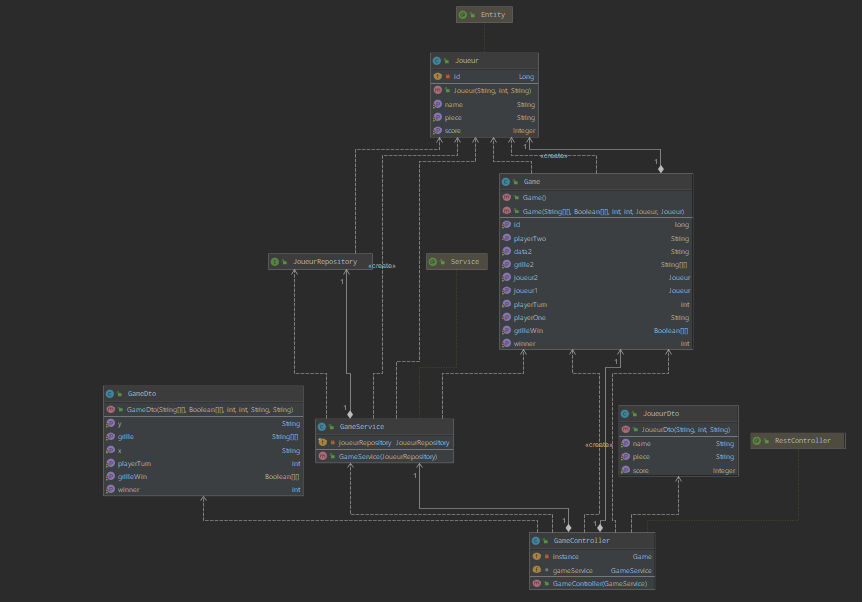 Entity
Joueur
id Long
Joueur(String, int, String)
name String
piece String
score Integer
1
1
«create»
Game
Game()
Game(String[][], Boolean[][], int, int, Joueur, Joueur)
id long
playerTwo String
data2 String
grille2 String[][]
joueur2 Joueur
joueur1 Joueur
playerTurn int
playerOne String
grilleWin Boolean[][]
winner int
JoueurRepository
«create»
Service
1
1
1
GameDto
GameDto(String[][], Boolean[][], int, int, String, String)
y String
grille String[][]
x String
playerTurn int
grilleWin Boolean[][]
winner int
GameService
joueurRepository JoueurRepository
GameService(JoueurRepository)
JoueurDto
JoueurDto(String, int, String)
name String
piece String
score Integer
RestController
«create»
1
1
1
GameController
instance Game
gameService GameService
GameController(GameService)